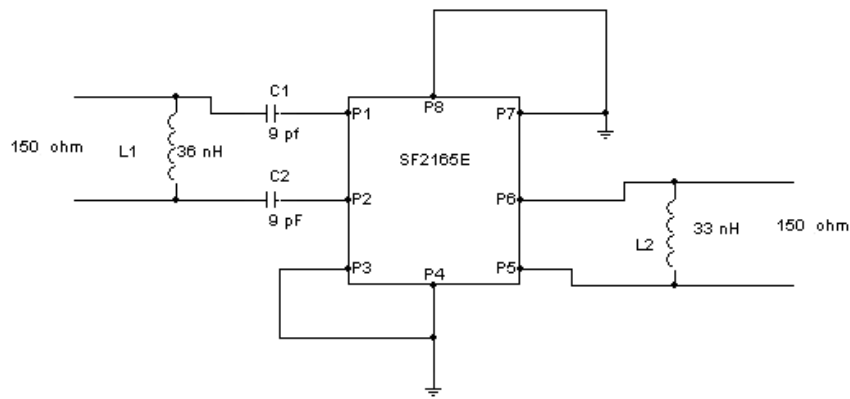 C1
P1
P8
P7
9 pf
150 ohm
L1
36 nH
SF2165E
C2
P2
P6
9 pF
33 nH
150 ohm
L2
P3
P4
P5